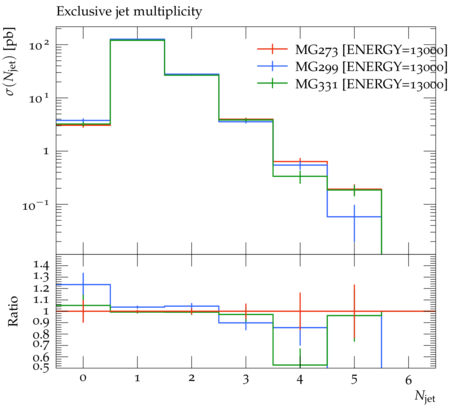 Exclusive jet multiplicity
σ(Njet) [pb]
10²
10¹
1
10⁻¹
MG273 [ENERGY=13000]
MG299 [ENERGY=13000]
MG331 [ENERGY=13000]
Ratio
1.4
1.3
1.2
1.1
1
0.9
0.8
0.7
0.6
0.5
0 1 2 3 4 5 6
Njet